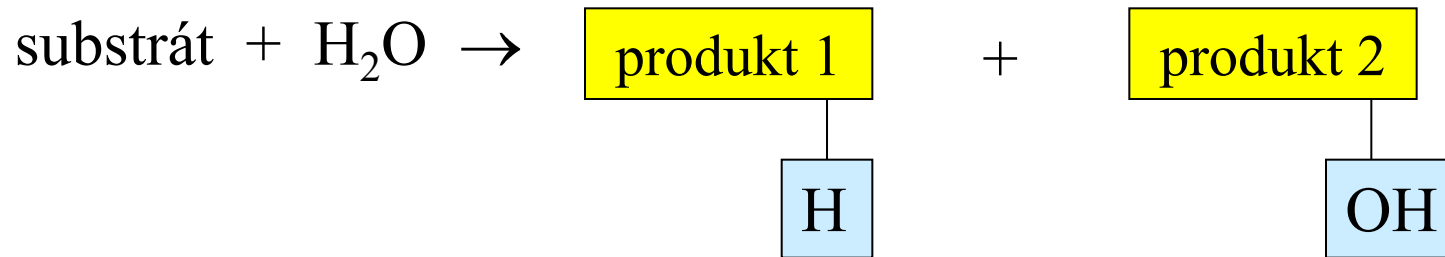 substrát + H₂O → produkt 1 + produkt 2
H OH